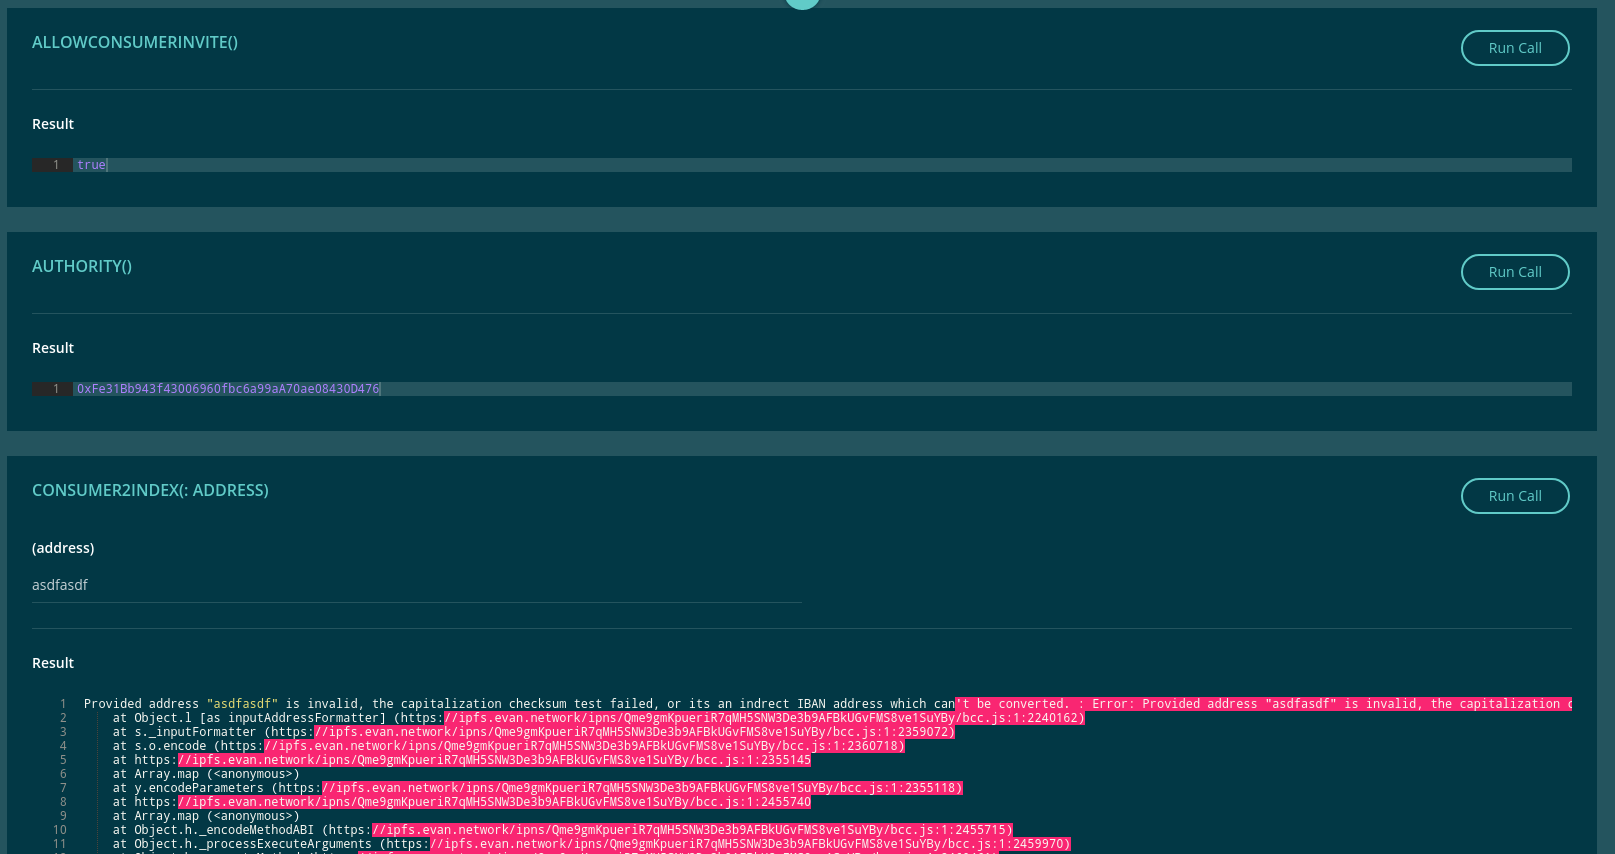 ALLOWCONSUMERINVITE()
Run Call
Result
1 true
AUTHORITY()
Run Call
Result
1 0xFe31Bb943f43006960fbc6a99aA70ae08430D476
CONSUMER2INDEX(: ADDRESS)
Run Call
(address)
asdfasdf
Result
1 Provided address "asdfasdf" is invalid, the capitalization checksum test failed, or its an indrect IBAN address which can't be converted. : Error: Provided address "asdfasdf" is invalid, the capitalization
2 at Object.l [as inputAddressFormatter] (https://ipfs.evan.network/ipns/Qme9gmKpueriR7qMH5SNW3De3b9AFBkUGvFMS8ve1SuYBy/bcc.js:1:2240162)
3 at s._inputFormatter (https://ipfs.evan.network/ipns/Qme9gmKpueriR7qMH5SNW3De3b9AFBkUGvFMS8ve1SuYBy/bcc.js:1:2359072)
4 at s.o.encode (https://ipfs.evan.network/ipns/Qme9gmKpueriR7qMH5SNW3De3b9AFBkUGvFMS8ve1SuYBy/bcc.js:1:2360718)
5 at https://ipfs.evan.network/ipns/Qme9gmKpueriR7qMH5SNW3De3b9AFBkUGvFMS8ve1SuYBy/bcc.js:1:2355145
6 at Array.map (<anonymous>)
7 at y.encodeParameters (https://ipfs.evan.network/ipns/Qme9gmKpueriR7qMH5SNW3De3b9AFBkUGvFMS8ve1SuYBy/bcc.js:1:2355118)
8 at https://ipfs.evan.network/ipns/Qme9gmKpueriR7qMH5SNW3De3b9AFBkUGvFMS8ve1SuYBy/bcc.js:1:2455740
9 at Array.map (<anonymous>)
10 at Object.h._encodeMethodABI (https://ipfs.evan.network/ipns/Qme9gmKpueriR7qMH5SNW3De3b9AFBkUGvFMS8ve1SuYBy/bcc.js:1:2455715)
11 at Object.h._processExecuteArguments (https://ipfs.evan.network/ipns/Qme9gmKpueriR7qMH5SNW3De3b9AFBkUGvFMS8ve1SuYBy/bcc.js:1:2459970)